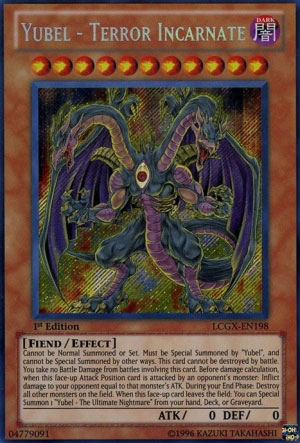 YUBEL - TERROR INCARNATE
DARK
闇
1st Edition
LCGX-EN198
[FIEND / EFFECT]
Cannot be Normal Summoned or Set. Must be Special Summoned by "Yubel", and
cannot be Special Summoned by other ways. This card cannot be destroyed by battle.
You take no Battle Damage from battles involving this card. Before damage calculation,
when this face-up Attack Position card is attacked by an opponent's monster: Inflict
damage to your opponent equal to that monster's ATK. During your End Phase: Destroy
all other monsters on the field. When this face-up card leaves the field: You can Special
Summon 1 "Yubel - The Ultimate Nightmare" from your hand, Deck, or Graveyard.
ATK/ 0 DEF/ 0
04779091
©1996 KAZUKI TAKAHASHI